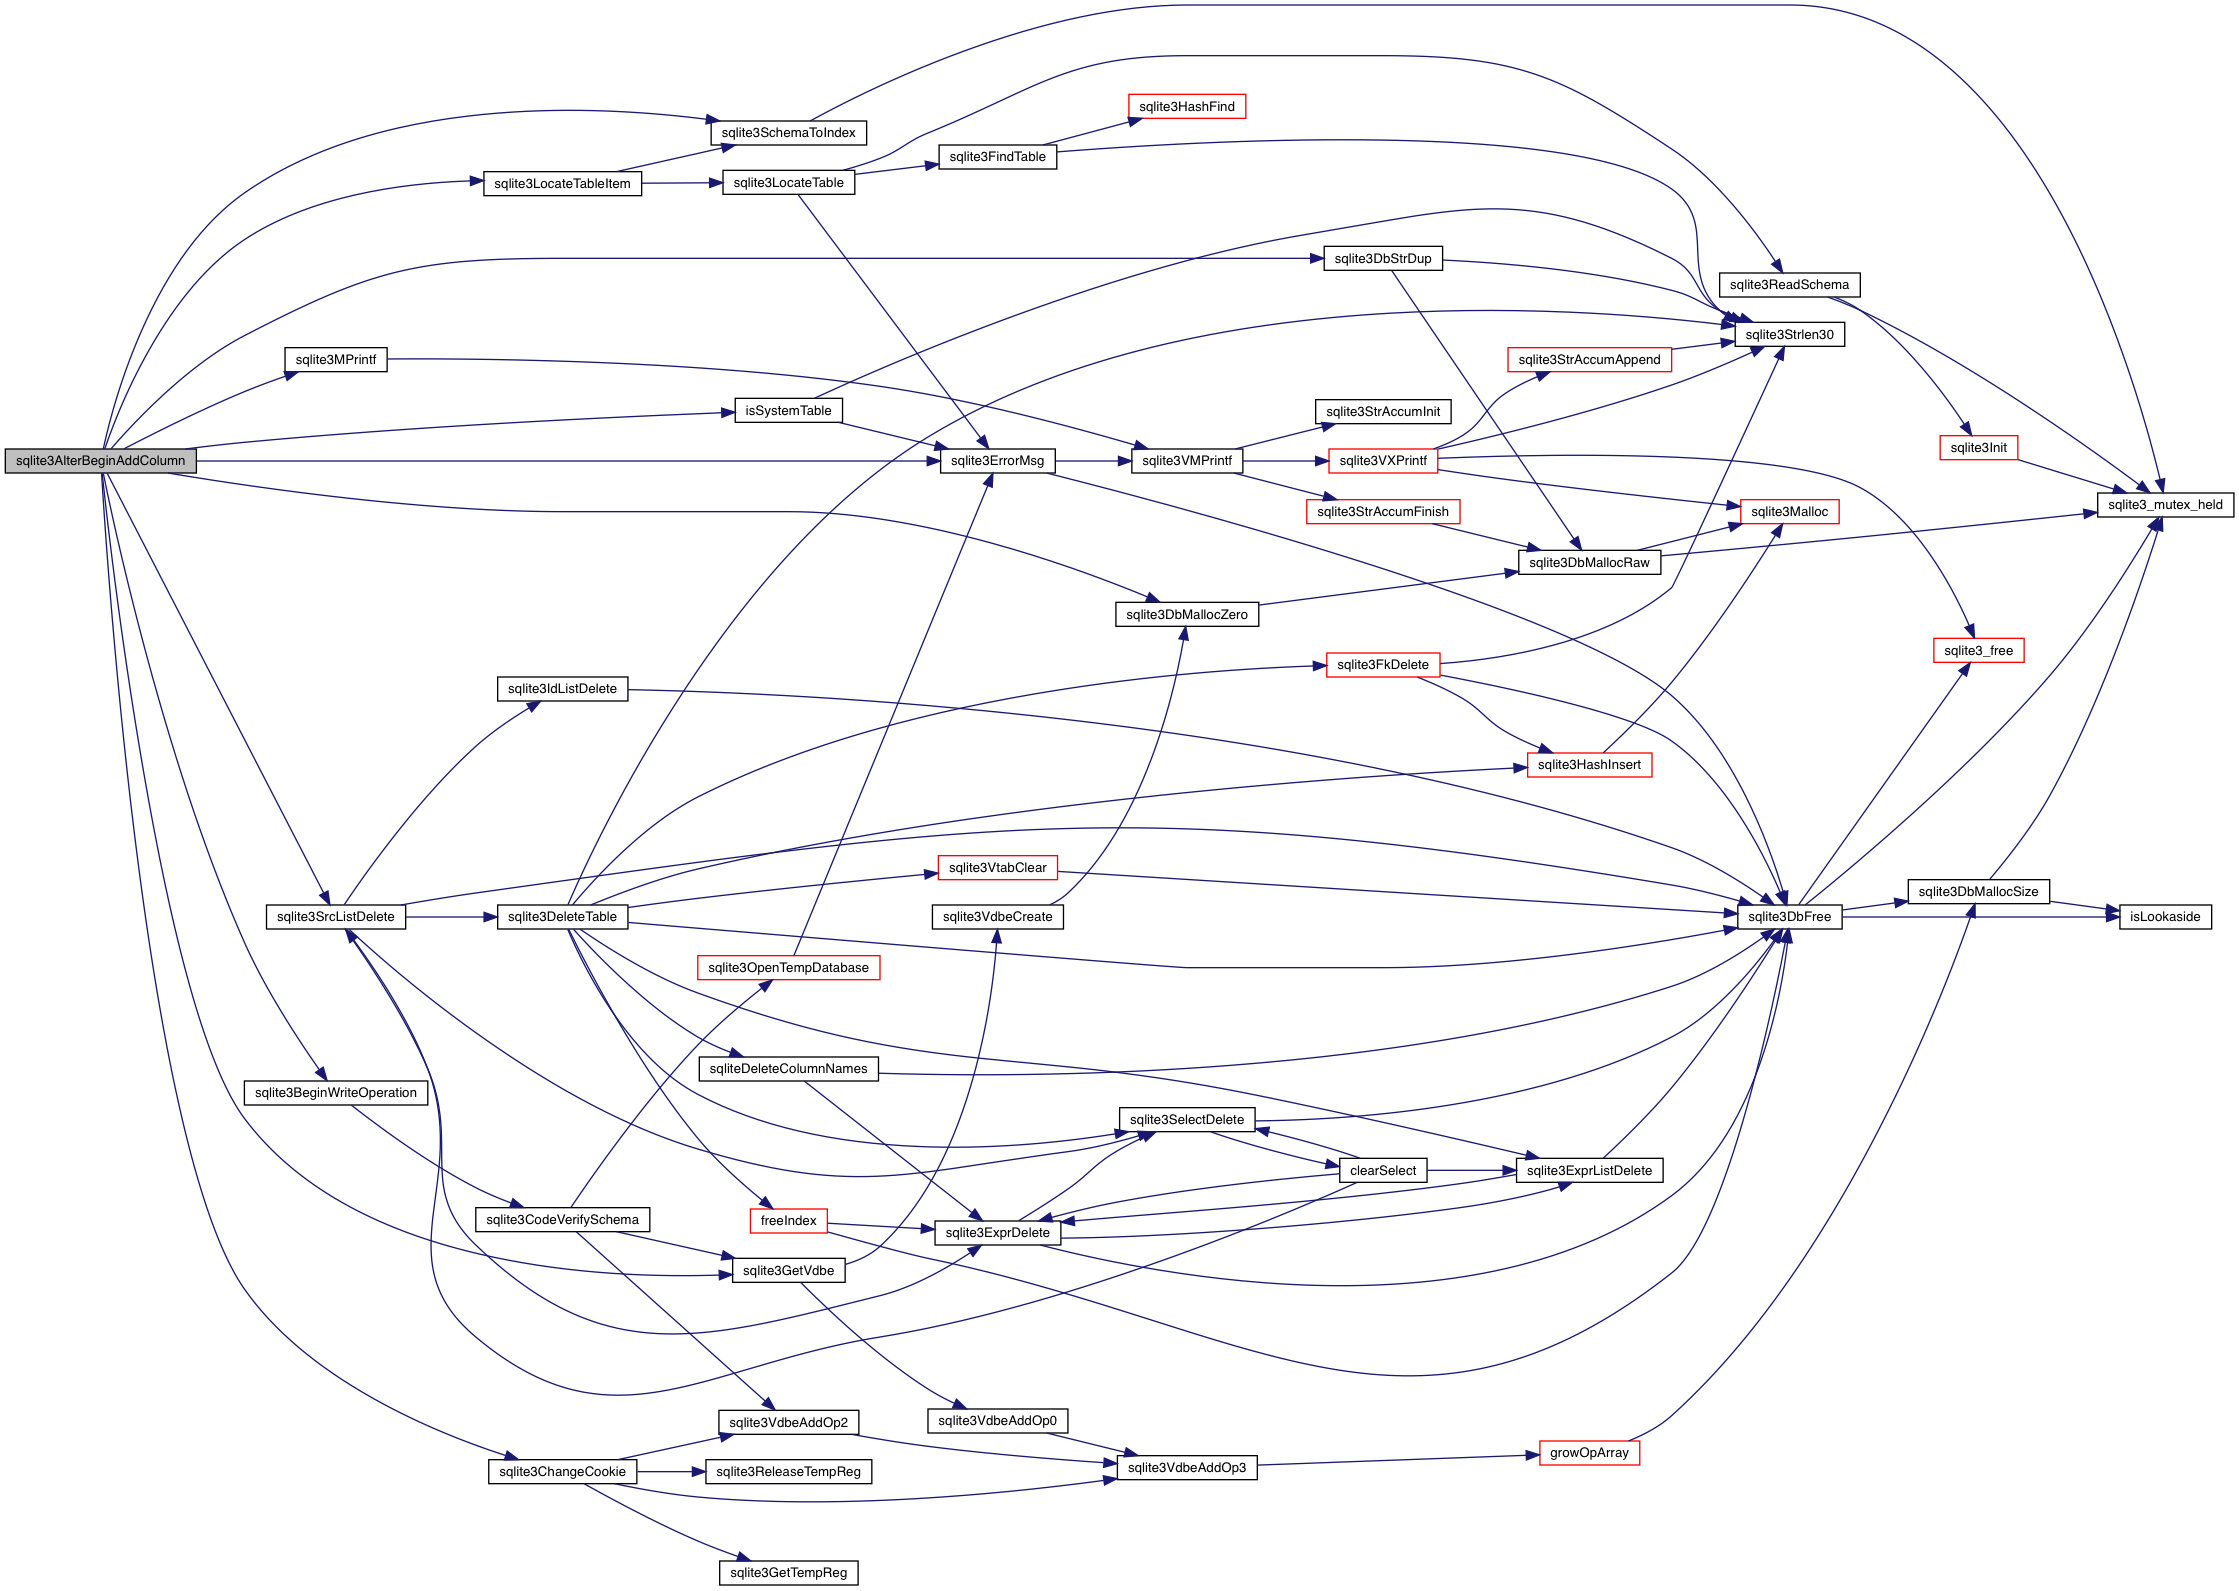 sqlite3HashFind
sqlite3SchemaToIndex
sqlite3FindTable
sqlite3LocateTableItem
sqlite3LocateTable
sqlite3DbStrDup
sqlite3ReadSchema
sqlite3Strlen30
sqlite3MPrintf
sqlite3StrAccumAppend
isSystemTable
sqlite3StrAccumInit
sqlite3Init
sqlite3AlterBeginAddColumn
sqlite3ErrorMsg
sqlite3VMPrintf
sqlite3VXPrintf
sqlite3_mutex_held
sqlite3StrAccumFinish
sqlite3Malloc
sqlite3DbMallocRaw
sqlite3DbMallocZero
sqlite3_free
sqlite3FkDelete
sqlite3IdListDelete
sqlite3HashInsert
sqlite3VtabClear
sqlite3DbMallocSize
sqlite3SrcListDelete
sqlite3DeleteTable
sqlite3VdbeCreate
sqlite3DbFree
isLookaside
sqlite3OpenTempDatabase
sqliteDeleteColumnNames
sqlite3BeginWriteOperation
sqlite3SelectDelete
clearSelect
sqlite3ExprListDelete
sqlite3CodeVerifySchema
freeIndex
sqlite3ExprDelete
sqlite3GetVdbe
sqlite3VdbeAddOp2
sqlite3VdbeAddOp0
growOpArray
sqlite3ChangeCookie
sqlite3ReleaseTempReg
sqlite3VdbeAddOp3
sqlite3GetTempReg